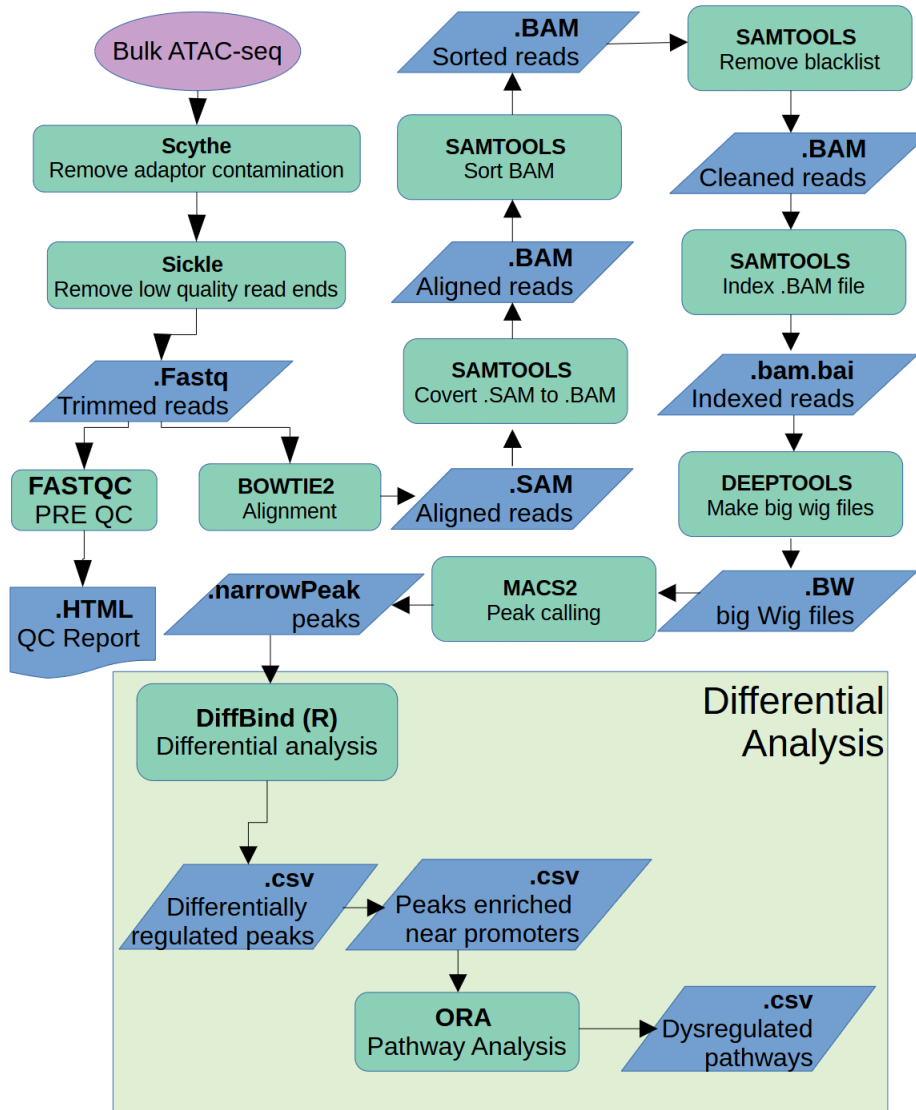 Bulk ATAC-seq
Scythe
Remove adaptor contamination
Sickle
Remove low quality read ends
.Fastq
Trimmed reads
FASTQC
PRE QC
.HTML
QC Report
BOWTIE2
Alignment
.SAM
Aligned reads
SAMTOOLS
Covert .SAM to .BAM
.BAM
Aligned reads
SAMTOOLS
Sort BAM
.BAM
Sorted reads
SAMTOOLS
Remove blacklist
.BAM
Cleaned reads
SAMTOOLS
Index .BAM file
.bam.bai
Indexed reads
DEEPTOOLS
Make big wig files
.BW
big Wig files
MACS2
Peak calling
.narrowPeak
peaks
Differential
Analysis
DiffBind (R)
Differential analysis
.csv
Differentially
regulated peaks
.csv
Peaks enriched
near promoters
ORA
Pathway Analysis
.csv
Dysregulated
pathways